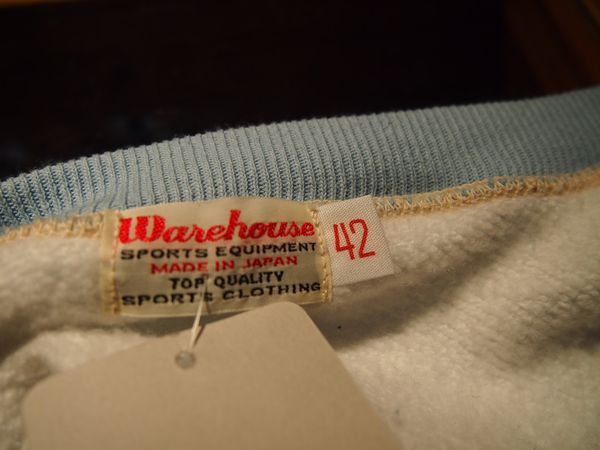 Warehouse
SPORTS EQUIPMENT
MADE IN JAPAN
TOP QUALITY
SPORTS CLOTHING
42